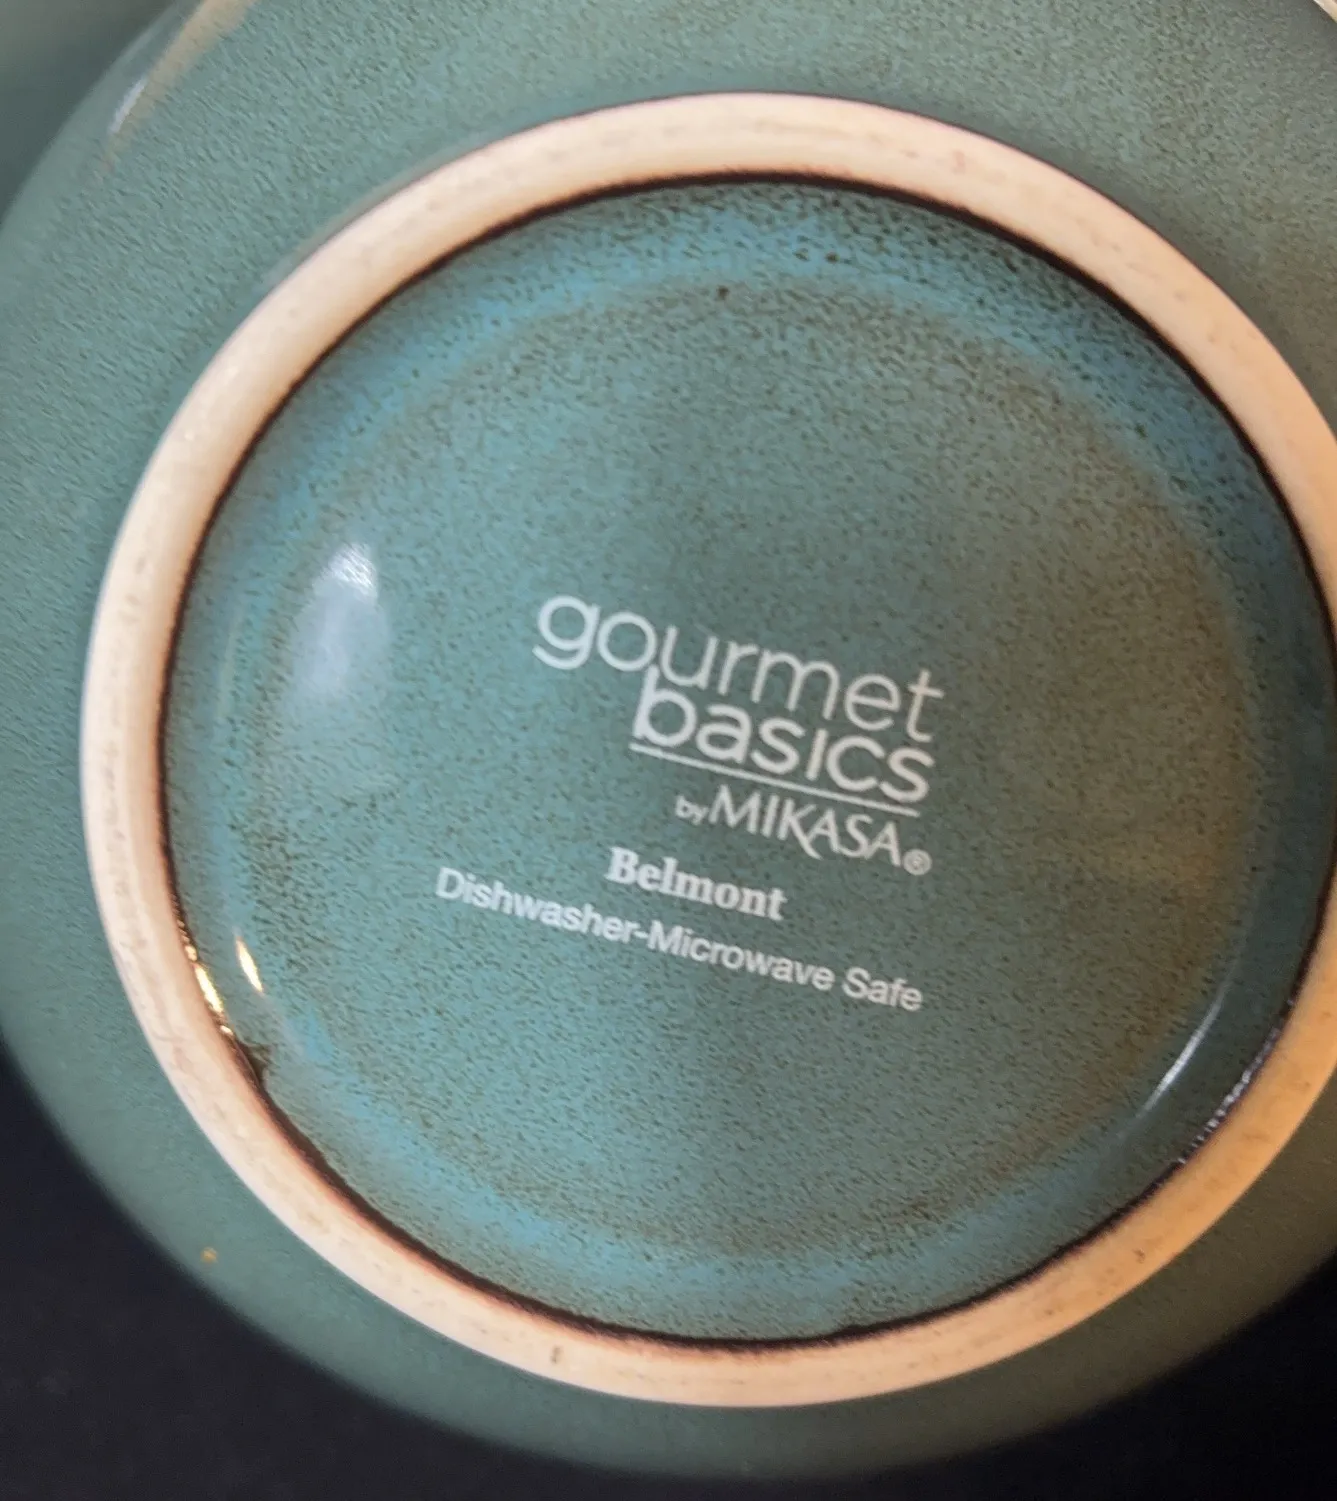 gourmet
basics
by MIKASA®
Belmont
Dishwasher-Microwave Safe